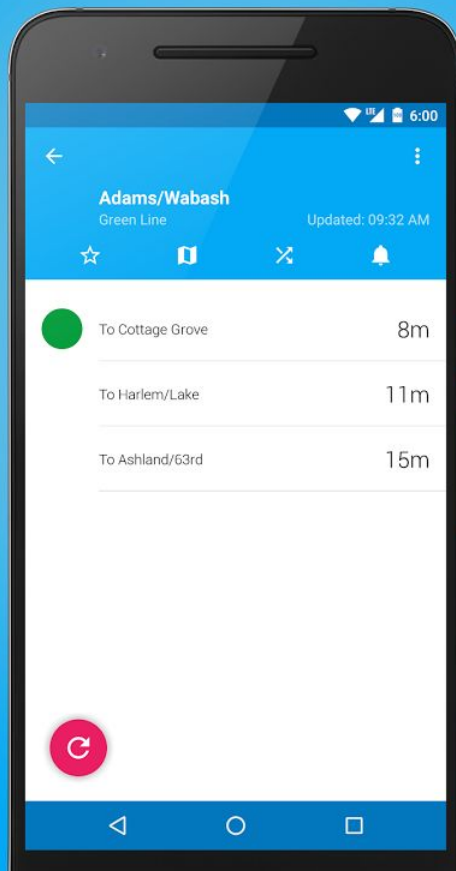 LTE
6:00
Adams/Wabash
Green Line
Updated: 09:32 AM
To Cottage Grove
8m
To Harlem/Lake
11m
To Ashland/63rd
15m